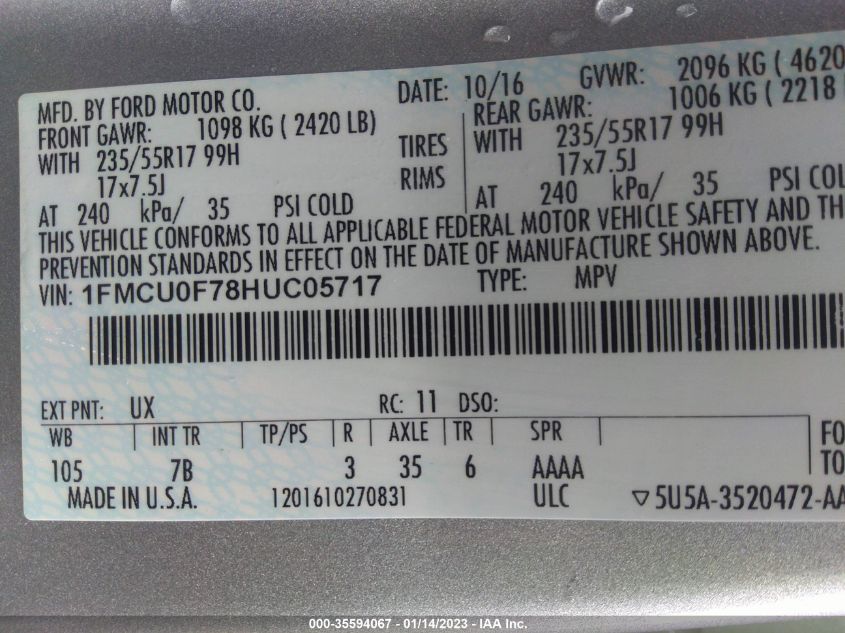 MFD. BY FORD MOTOR CO. DATE: 10/16 GVWR: 2096 KG ( 4620
FRONT GAWR: 1098 KG ( 2420 LB) REAR GAWR: 1006 KG ( 2218
WITH 235/55R17 99H TIRES WITH 235/55R17 99H
17x7.5J RIMS 17x7.5J
AT 240 kPa/ 35 PSI COLD AT 240 kPa/ 35 PSI COL
THIS VEHICLE CONFORMS TO ALL APPLICABLE FEDERAL MOTOR VEHICLE SAFETY AND TH
PREVENTION STANDARDS IN EFFECT ON THE DATE OF MANUFACTURE SHOWN ABOVE.
VIN: 1FMCU0F78HUC05717 TYPE: MPV
EXT PNT: UX RC: 11 DSO:
WB INT TR TP/PS R AXLE TR SPR FO
105 7B 3 35 6 AAAA TO
MADE IN U.S.A. 1201610270831 ULC ▽5U5A-3520472-AA
000-35594067 - 01/14/2023 - IAA Inc.